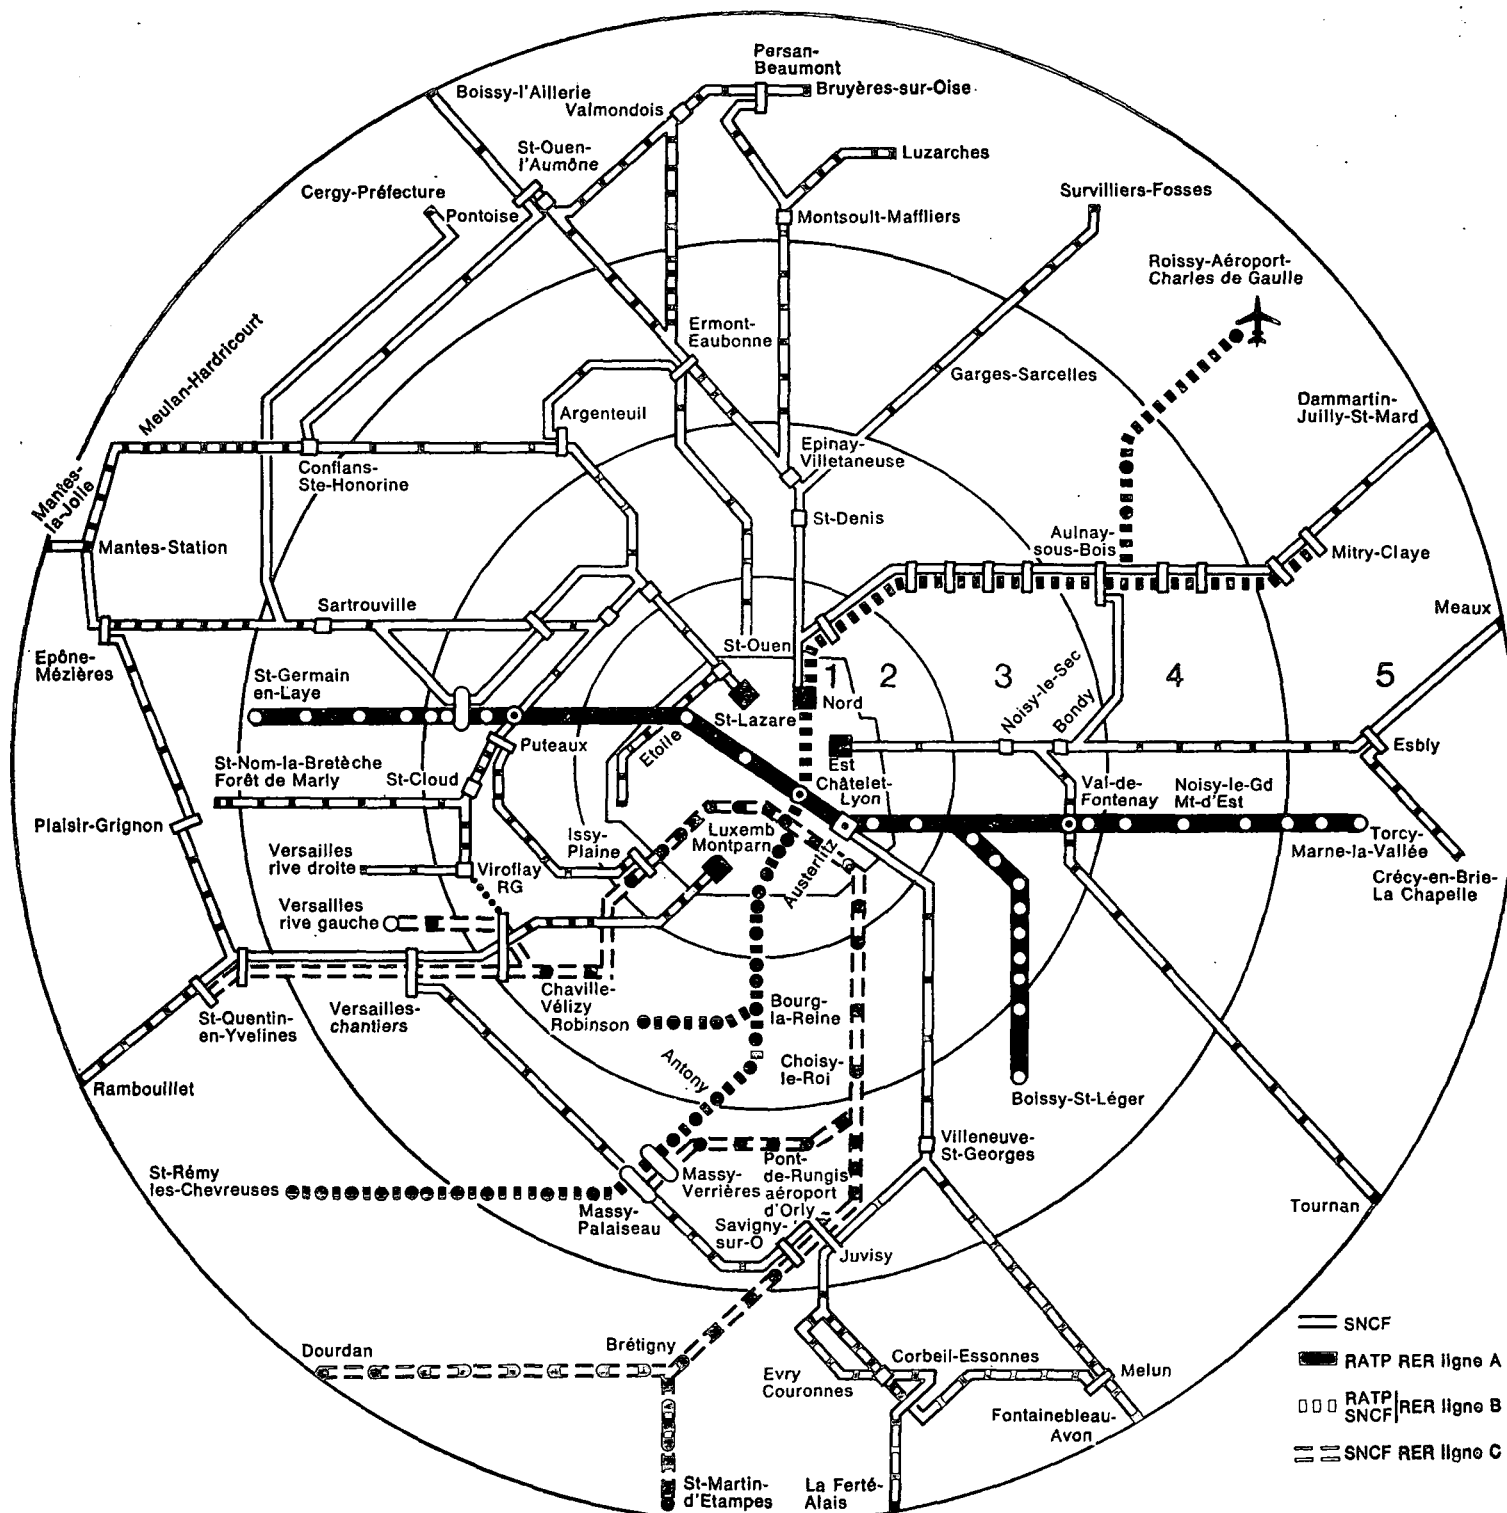 Persan-
Beaumont
Boissy-l'Aillerie
Bruyères-sur-Oise
Valmondois
St-Ouen-
l'Aumône
Luzarches
Cergy-Préfecture
Survilliers-Fosses
Pontoise
Montsoult-Maffliers
Roissy-Aéroport-
Charles de Gaulle
Meulan-Hardricourt
Ermont-
Eaubonne
Garges-Sarcelles
Dammartin-
Juilly-St-Mard
Argenteuil
Epinay-
Villetaneuse
Conflans-
Ste-Honorine
Mantes-
la-Jolie
St-Denis
Aulnay-
sous-Bois
Mantes-Station
Mitry-Claye
Sartrouville
Meaux
Epône-
Mézières
St-Ouen
St-Germain
en-Laye
1
2
3
4
5
Noisy-le-Sec
Bondy
St-Lazare
Nord
Etoile
Puteaux
Est
Esbly
St-Nom-la-Bretèche
Forêt de Marly
St-Cloud
Châtelet-
Lyon
Val-de-
Fontenay
Noisy-le-Gd
Mt-d'Est
Plaisir-Grignon
Issy-
Plaine
Luxemb
Montparn
Austerlitz
Torcy-
Marne-la-Vallée
Versailles
rive droite
Viroflay
RG
Crécy-en-Brie-
La Chapelle
Versailles
rive gauche
St-Quentin-
en-Yvelines
Versailles-
chantiers
Chaville-
Vélizy
Robinson
Bourg-
la-Reine
Rambouillet
Antony
Choisy-
le-Roi
Boissy-St-Léger
Villeneuve-
St-Georges
St-Rémy
les-Chevreuses
Massy-
Verrières
Pont-
de-Rungis
aéroport
d'Orly
Massy-
Palaiseau
Savigny-
sur-O
Juvisy
Tournan
Dourdan
Brétigny
Evry
Couronnes
Corbeil-Essonnes
Melun
Fontainebleau-
Avon
St-Martin-
d'Etampes
La Ferté-
Alais
SNCF
RATP RER ligne A
RATP
SNCF RER ligne B
SNCF RER ligne C